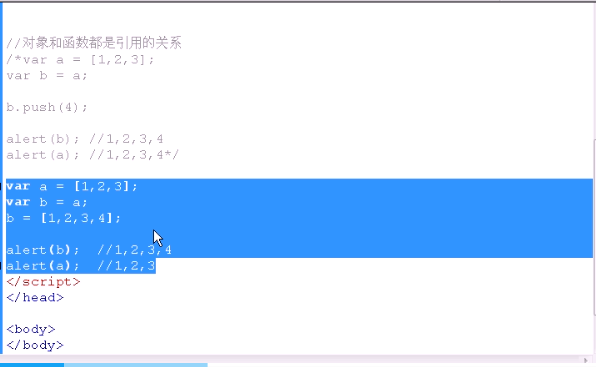 //对象和函数都是引用的关系
/*var a = [1,2,3];
var b = a;
b.push(4);
alert(b); //1,2,3,4
alert(a); //1,2,3,4*/
var a = [1,2,3];
var b = a;
b = [1,2,3,4];
alert(b);  //1,2,3,4
alert(a);  //1,2,3
</script>
</head>
<body>
</body>